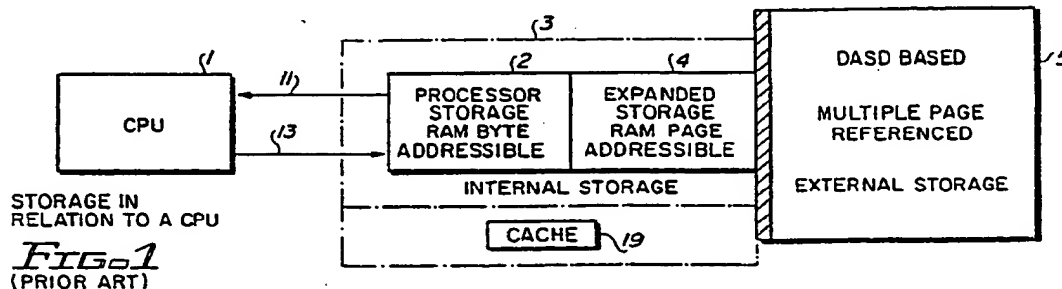 3
1
2
4
5
11
13
CPU
PROCESSOR
STORAGE
RAM BYTE
ADDRESSIBLE
EXPANDED
STORAGE
RAM PAGE
ADDRESSIBLE
DASD BASED
MULTIPLE PAGE
REFERENCED
EXTERNAL STORAGE
INTERNAL STORAGE
CACHE
19
STORAGE IN
RELATION TO A CPU
FIG. 1
(PRIOR ART)